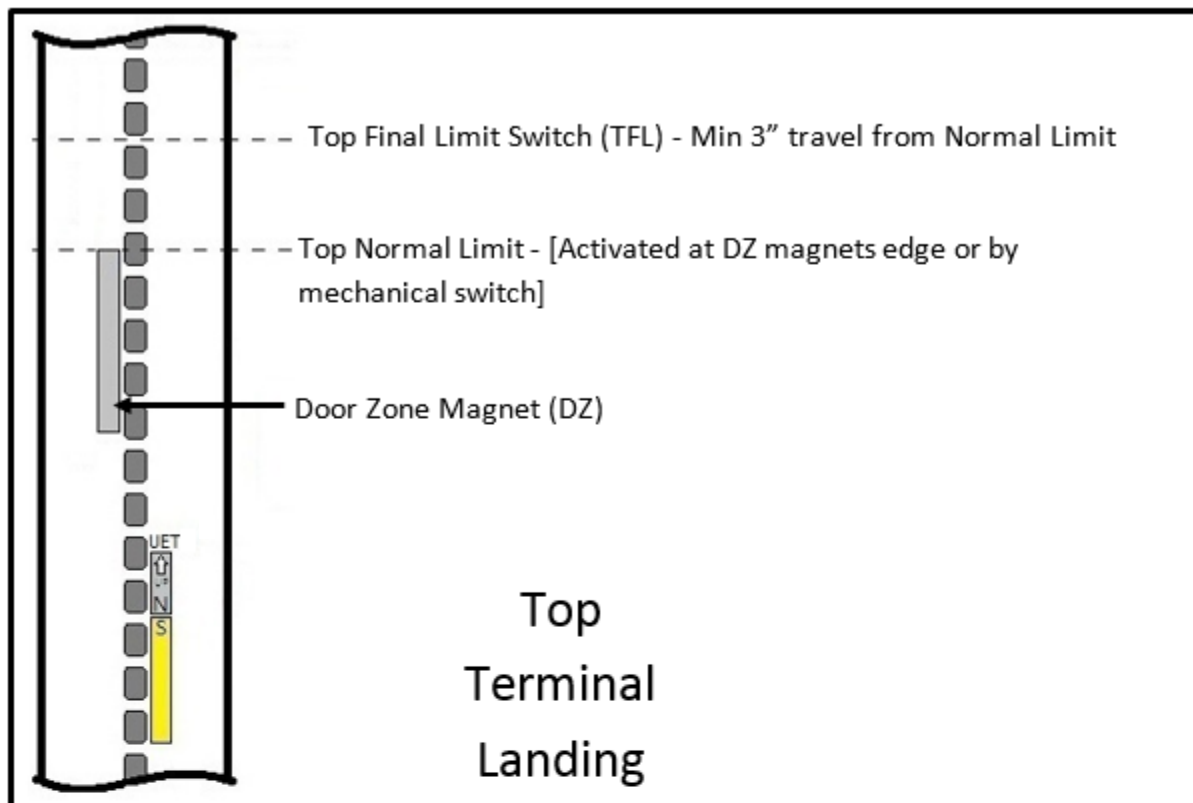 Top Final Limit Switch (TFL) - Min 3” travel from Normal Limit
Top Normal Limit - [Activated at DZ magnets edge or by
mechanical switch]
Door Zone Magnet (DZ)
UET
N
S
Top
Terminal
Landing